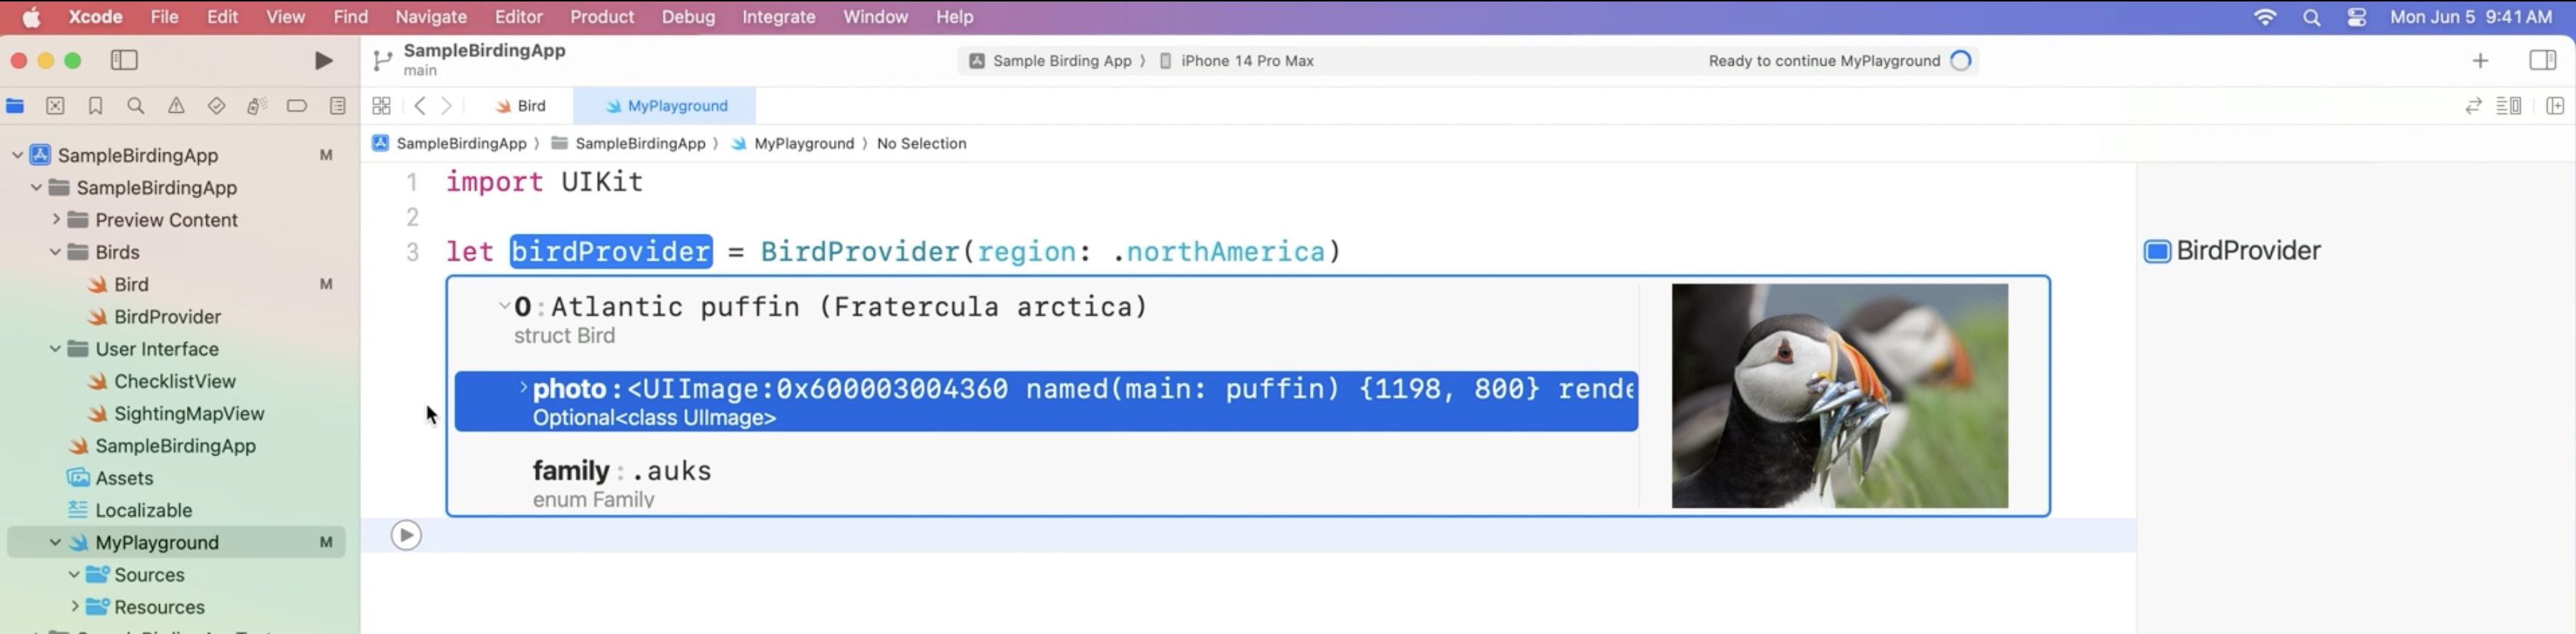 Xcode File Edit View Find Navigate Editor Product Debug Integrate Window Help Mon Jun 5 9:41 AM
SampleBirdingApp
main
Sample Birding App 〉 iPhone 14 Pro Max
Ready to continue MyPlayground
Bird
MyPlayground
SampleBirdingApp 〉 SampleBirdingApp 〉 MyPlayground 〉 No Selection
SampleBirdingApp M
SampleBirdingApp
Preview Content
Birds
Bird M
BirdProvider
User Interface
ChecklistView
SightingMapView
SampleBirdingApp
Assets
Localizable
MyPlayground M
Sources
Resources
1 import UIKit
2
3 let birdProvider = BirdProvider(region: .northAmerica)
0: Atlantic puffin (Fratercula arctica)
struct Bird
photo: <UIImage:0x600003004360 named(main: puffin) {1198, 800} rende
Optional<class UIImage>
family: .auks
enum Family
BirdProvider